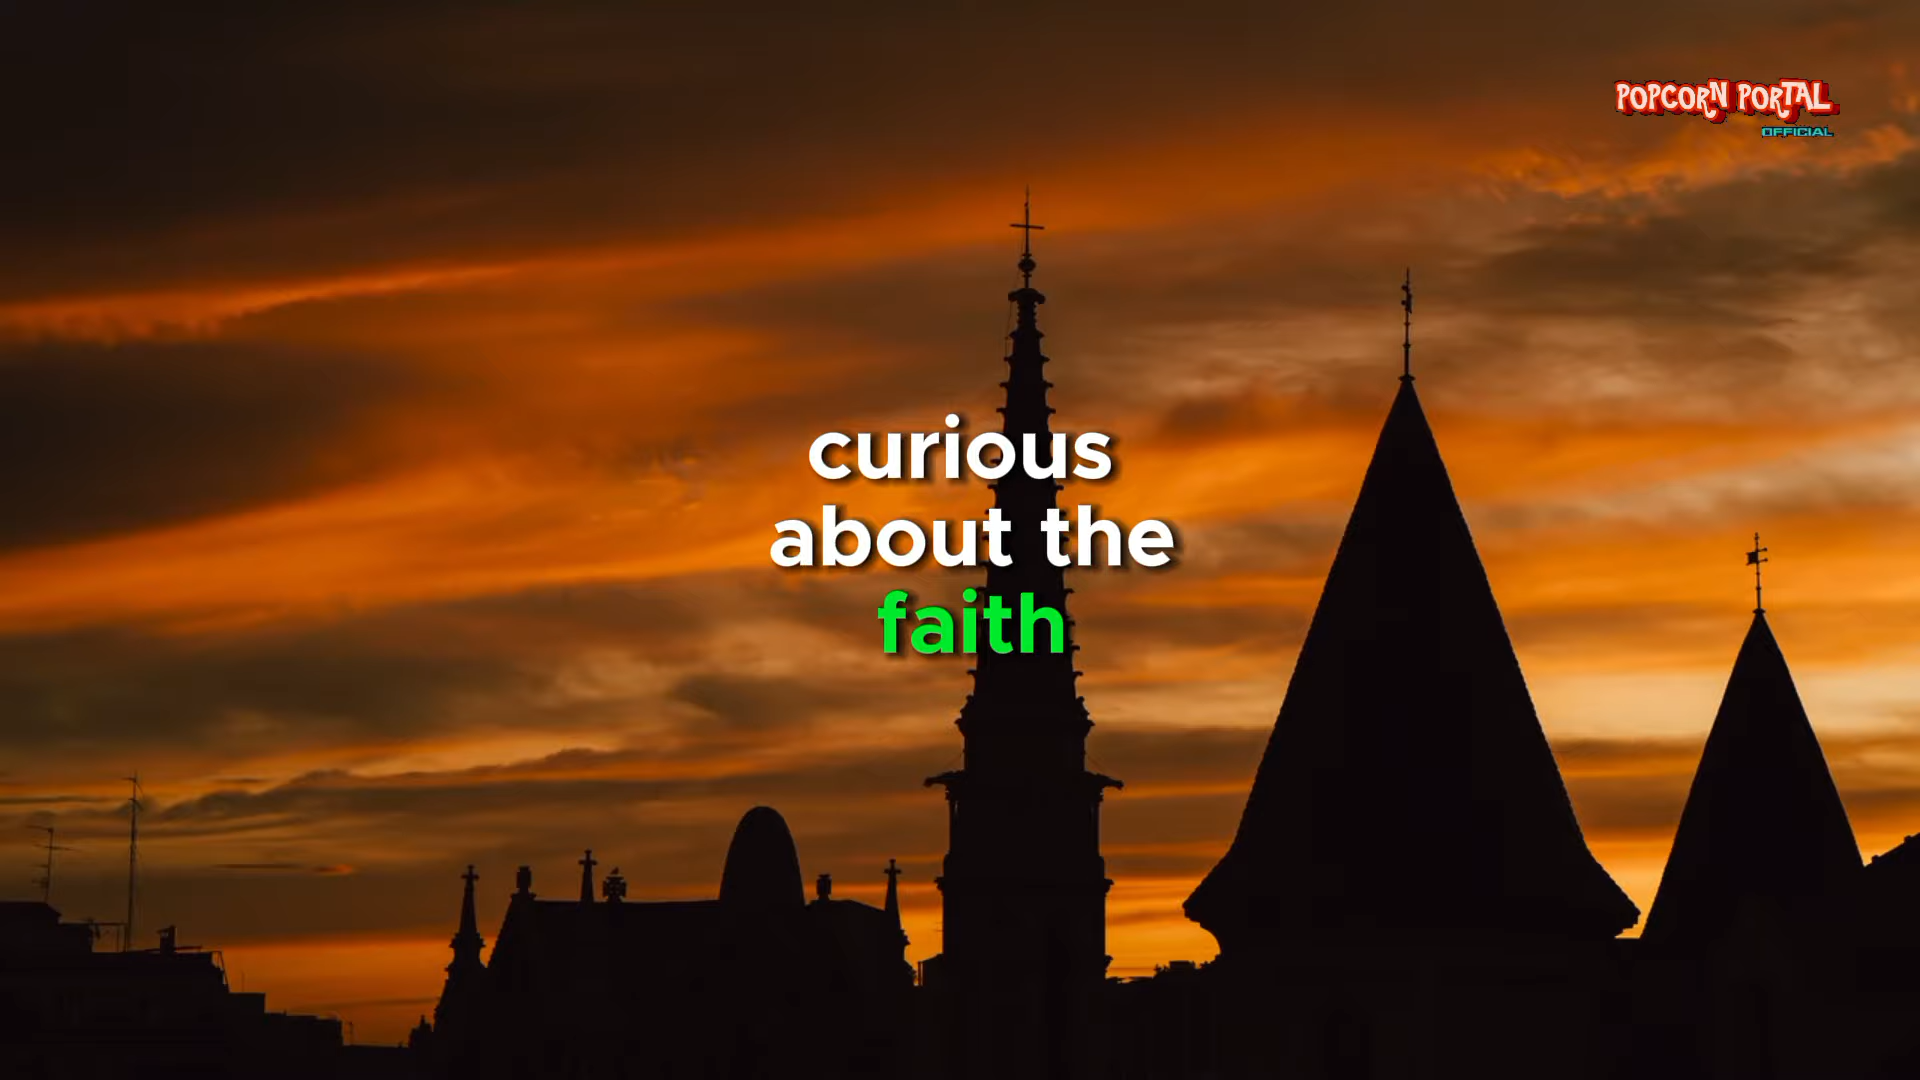 POPCORN PORTAL
OFFICIAL
curious
about the
faith